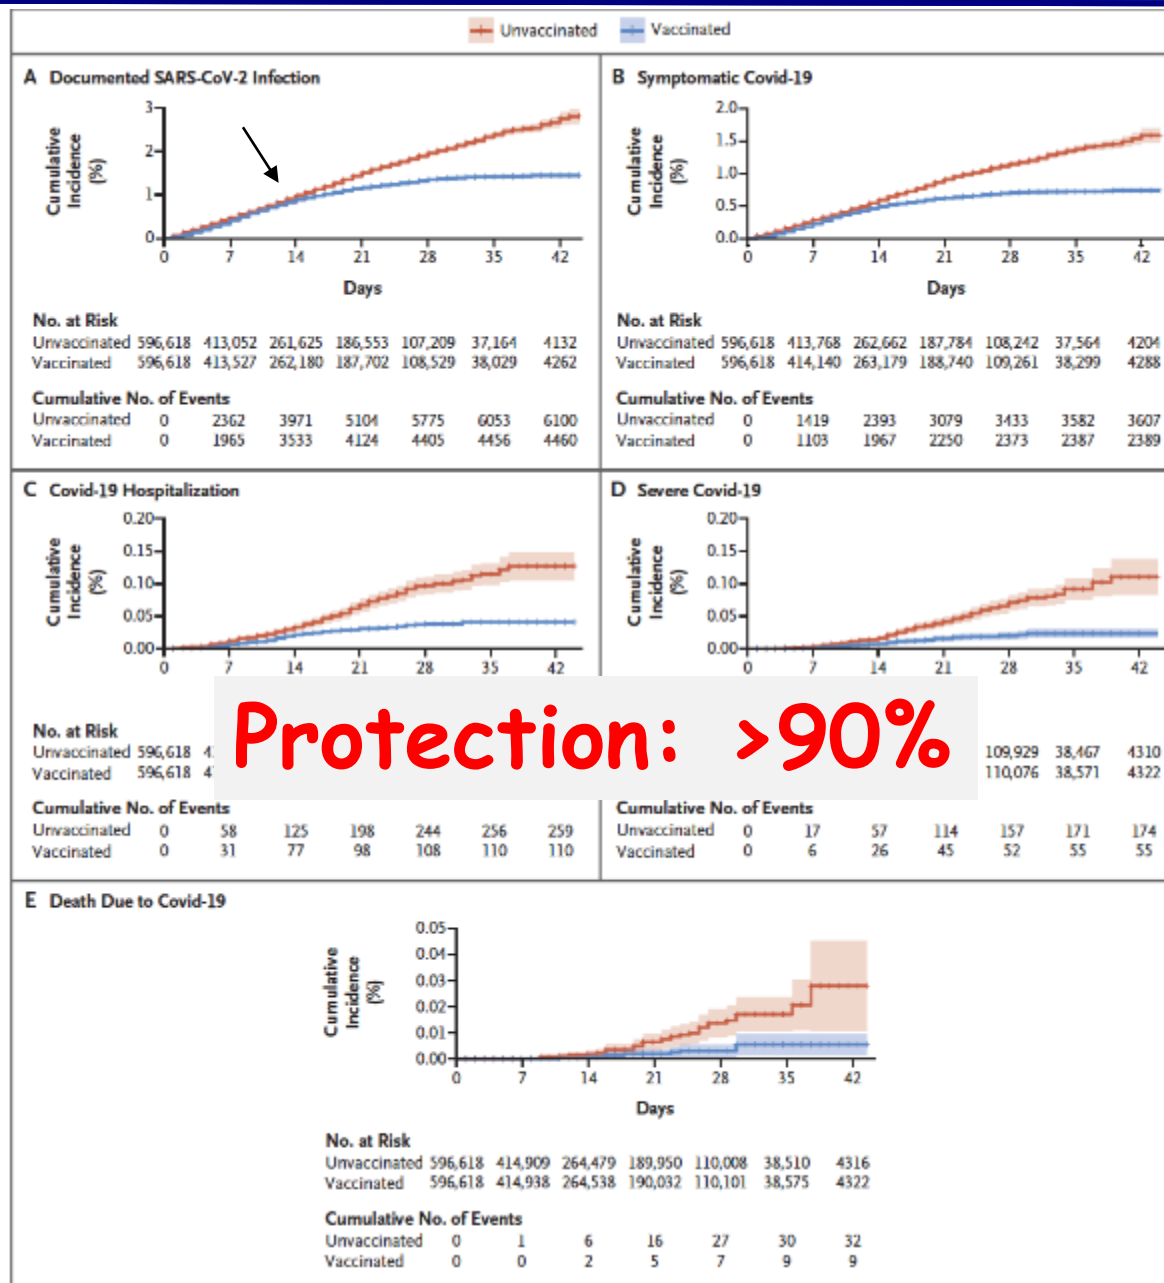 Unvaccinated Vaccinated
A Documented SARS-CoV-2 Infection
Cumulative Incidence (%)
3
2
1
0
0 7 14 21 28 35 42
Days
No. at Risk
Unvaccinated 596,618 413,052 261,625 186,553 107,209 37,164 4132
Vaccinated 596,618 413,527 262,180 187,702 108,529 38,029 4262
Cumulative No. of Events
Unvaccinated 0 2362 3971 5104 5775 6053 6100
Vaccinated 0 1965 3533 4124 4405 4456 4460
B Symptomatic Covid-19
Cumulative Incidence (%)
2.0
1.5
1.0
0.5
0.0
0 7 14 21 28 35 42
Days
No. at Risk
Unvaccinated 596,618 413,768 262,662 187,784 108,242 37,564 4204
Vaccinated 596,618 414,140 263,179 188,740 109,261 38,299 4288
Cumulative No. of Events
Unvaccinated 0 1419 2393 3079 3433 3582 3607
Vaccinated 0 1103 1967 2250 2373 2387 2389
C Covid-19 Hospitalization
Cumulative Incidence (%)
0.20
0.15
0.10
0.05
0.00
0 7 14 21 28 35 42
No. at Risk
Unvaccinated 596,618
Vaccinated 596,618
Cumulative No. of Events
Unvaccinated 0 58 125 198 244 256 259
Vaccinated 0 31 77 98 108 110 110
D Severe Covid-19
Cumulative Incidence (%)
0.20
0.15
0.10
0.05
0.00
0 7 14 21 28 35 42
109,929 38,467 4310
110,076 38,571 4322
Cumulative No. of Events
Unvaccinated 0 17 57 114 157 171 174
Vaccinated 0 6 26 45 52 55 55
Protection: >90%
E Death Due to Covid-19
Cumulative Incidence (%)
0.05
0.04
0.03
0.02
0.01
0.00
0 7 14 21 28 35 42
Days
No. at Risk
Unvaccinated 596,618 414,909 264,479 189,950 110,008 38,510 4316
Vaccinated 596,618 414,938 264,538 190,032 110,101 38,575 4322
Cumulative No. of Events
Unvaccinated 0 1 6 16 27 30 32
Vaccinated 0 0 2 5 7 9 9